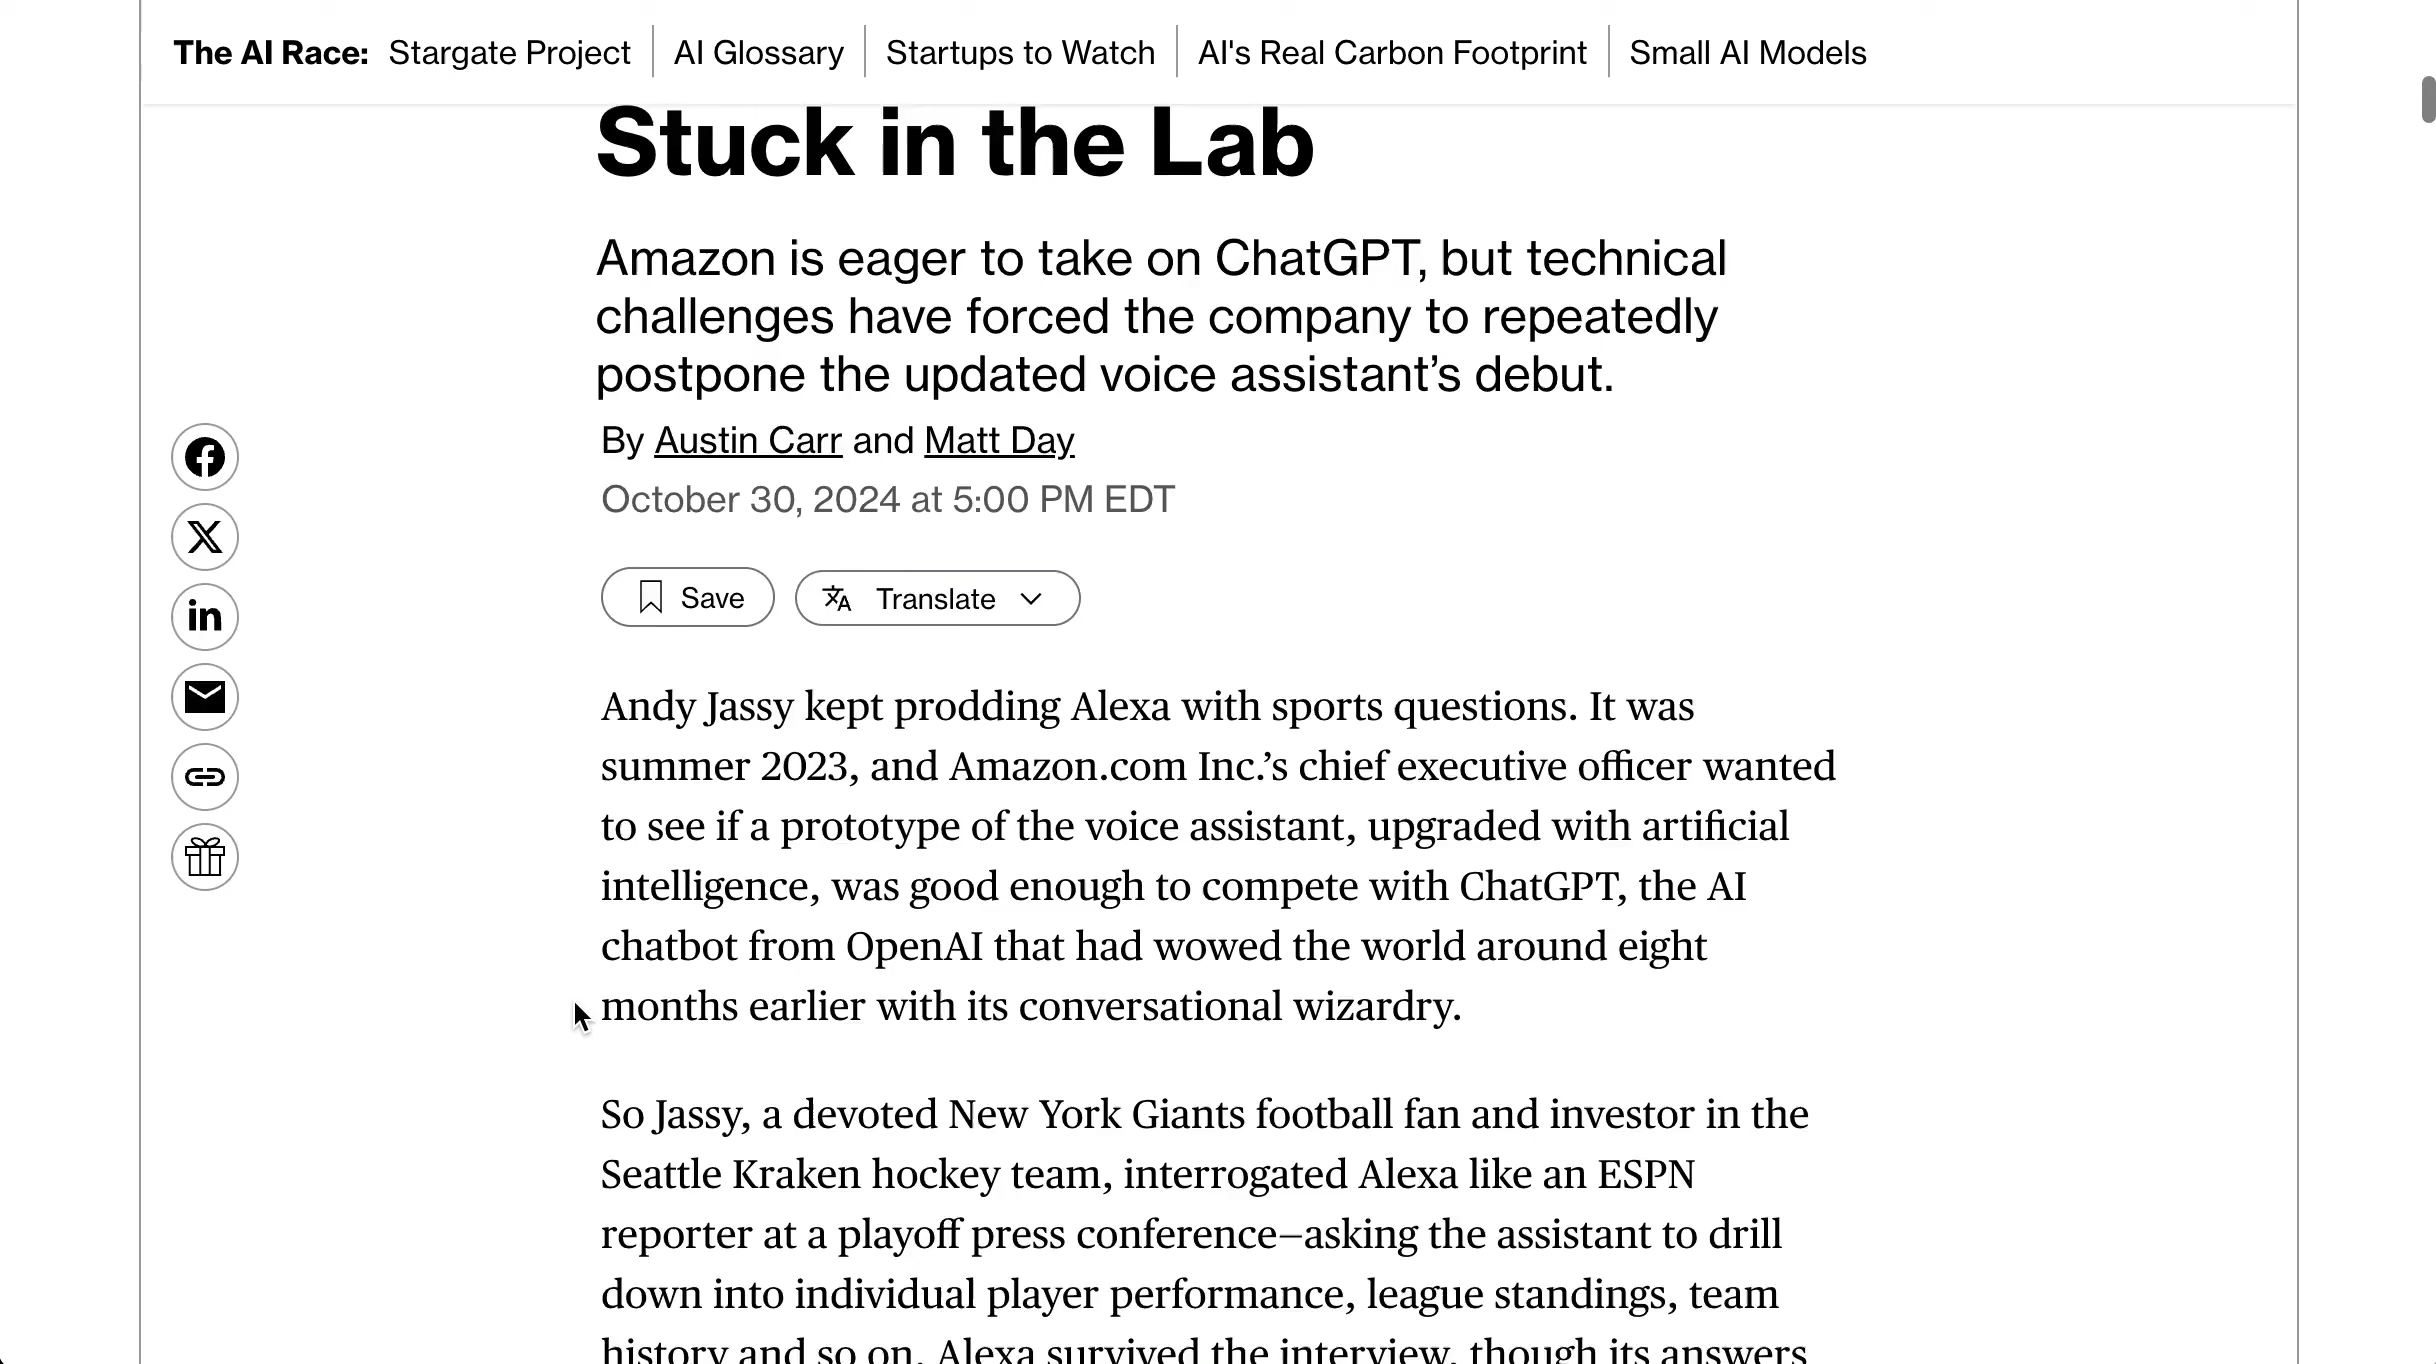 The AI Race: Stargate Project AI Glossary Startups to Watch AI's Real Carbon Footprint Small AI Models
Stuck in the Lab
Amazon is eager to take on ChatGPT, but technical
challenges have forced the company to repeatedly
postpone the updated voice assistant’s debut.
By Austin Carr and Matt Day
October 30, 2024 at 5:00 PM EDT
Save Translate
Andy Jassy kept prodding Alexa with sports questions. It was
summer 2023, and Amazon.com Inc.’s chief executive officer wanted
to see if a prototype of the voice assistant, upgraded with artificial
intelligence, was good enough to compete with ChatGPT, the AI
chatbot from OpenAI that had wowed the world around eight
months earlier with its conversational wizardry.
So Jassy, a devoted New York Giants football fan and investor in the
Seattle Kraken hockey team, interrogated Alexa like an ESPN
reporter at a playoff press conference—asking the assistant to drill
down into individual player performance, league standings, team
history and so on. Alexa survived the interview, though its answers